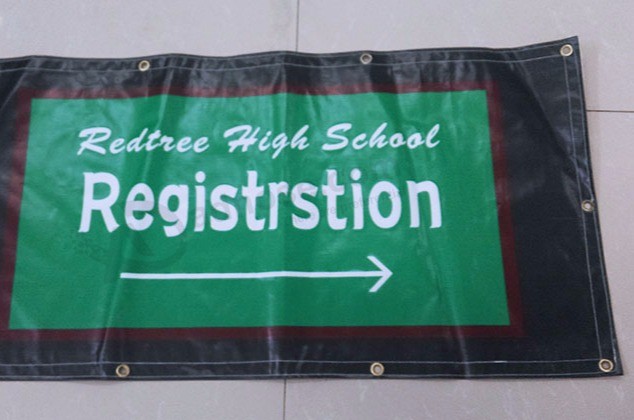 Redtree High School
Registrstion